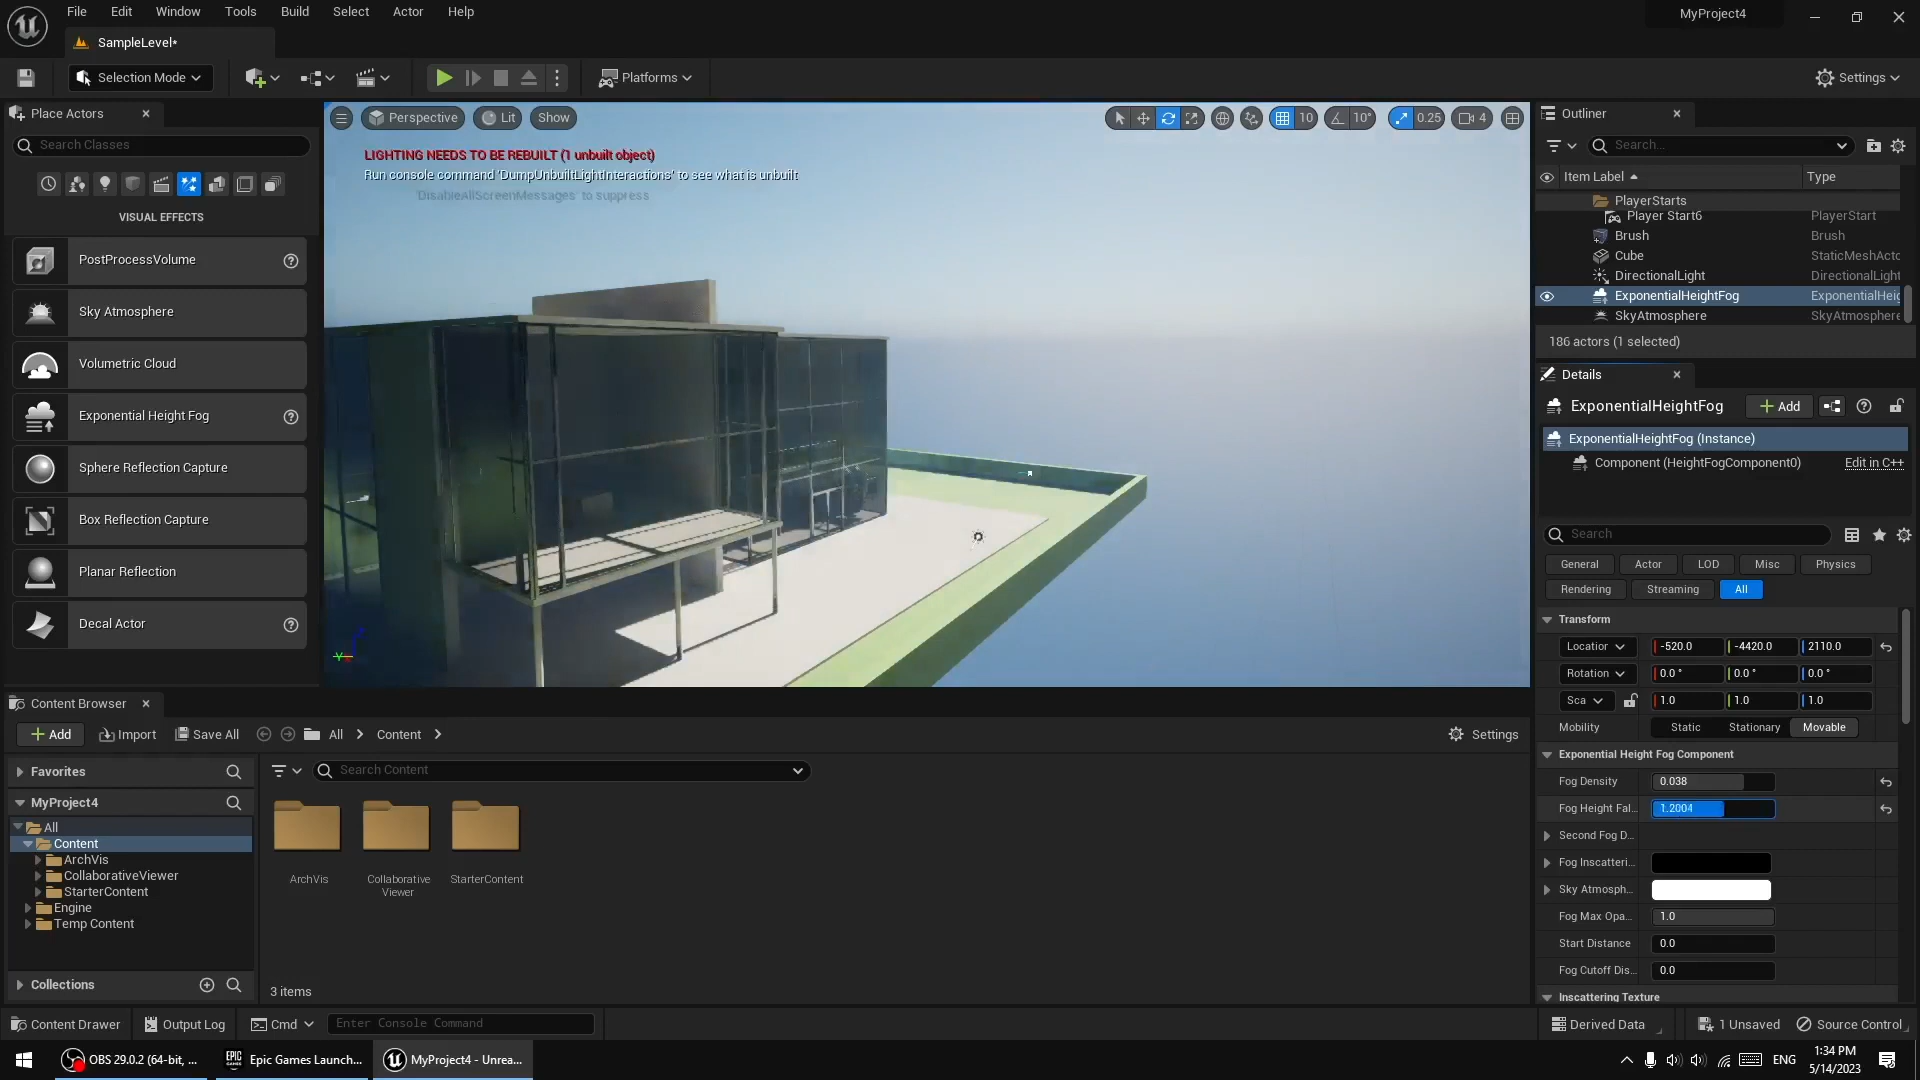 File Edit Window Tools Build Select Actor Help
MyProject4
SampleLevel*
Selection Mode
Platforms
Settings
Place Actors
Search Classes
VISUAL EFFECTS
PostProcessVolume
Sky Atmosphere
Volumetric Cloud
Exponential Height Fog
Sphere Reflection Capture
Box Reflection Capture
Planar Reflection
Decal Actor
Perspective Lit Show
10 10° 0.25 4
LIGHTING NEEDS TO BE REBUILT (1 unbuilt object)
Run console command 'DumpUnbuiltLightInteractions' to see what is unbuilt
'DisableAllScreenMessages' to suppress
Outliner
Search...
Item Label Type
PlayerStarts
Player Start6 PlayerStart
Brush Brush
Cube StaticMeshActo
DirectionalLight DirectionalLight
ExponentialHeightFog ExponentialHeig
SkyAtmosphere SkyAtmosphere
186 actors (1 selected)
Details
ExponentialHeightFog
Add
ExponentialHeightFog (Instance)
Component (HeightFogComponent0) Edit in C++
Search
General Actor LOD Misc Physics
Rendering Streaming All
Transform
Location -520.0 -4420.0 2110.0
Rotation 0.0 ° 0.0 ° 0.0 °
Sca 1.0 1.0 1.0
Mobility Static Stationary Movable
Exponential Height Fog Component
Fog Density 0.038
Fog Height Fal... 1.2004
Second Fog D...
Fog Inscatteri...
Sky Atmosph...
Fog Max Opa... 1.0
Start Distance 0.0
Fog Cutoff Dis... 0.0
Inscattering Texture
Content Browser
Add Import Save All All Content Settings
Favorites
MyProject4
All
Content
ArchVis
CollaborativeViewer
StarterContent
Engine
Temp Content
Collections
Search Content
ArchVis
Collaborative
Viewer
StarterContent
3 items
Content Drawer Output Log Cmd Enter Console Command
Derived Data 1 Unsaved Source Control
OBS 29.0.2 (64-bit, ...
EPIC GAMES
Epic Games Launch...
MyProject4 - Unrea...
ENG
1:34 PM
5/14/2023